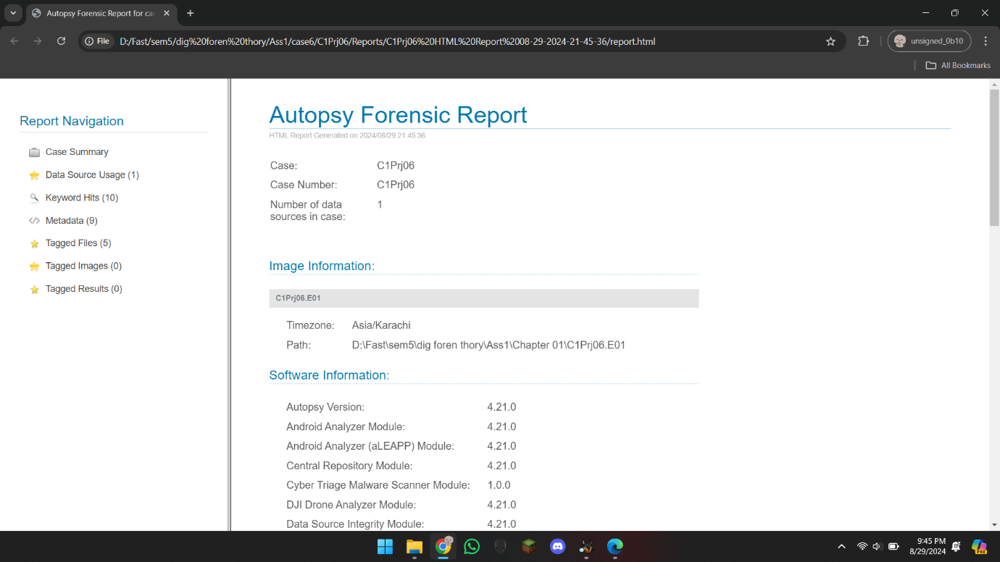 Autopsy Forensic Report for cas
File
D:/Fast/sem5/dig%20foren%20thory/Ass1/case6/C1Prj06/Reports/C1Prj06%20HTML%20Report%2008-29-2024-21-45-36/report.html
unsigned_0b10
All Bookmarks
Report Navigation
Case Summary
Data Source Usage (1)
Keyword Hits (10)
Metadata (9)
Tagged Files (5)
Tagged Images (0)
Tagged Results (0)
Autopsy Forensic Report
HTML Report Generated on 2024/08/29 21:45:36
Case: C1Prj06
Case Number: C1Prj06
Number of data 1
sources in case:
Image Information:
C1Prj06.E01
Timezone: Asia/Karachi
Path: D:\Fast\sem5\dig foren thory\Ass1\Chapter 01\C1Prj06.E01
Software Information:
Autopsy Version: 4.21.0
Android Analyzer Module: 4.21.0
Android Analyzer (aLEAPP) Module: 4.21.0
Central Repository Module: 4.21.0
Cyber Triage Malware Scanner Module: 1.0.0
DJI Drone Analyzer Module: 4.21.0
Data Source Integrity Module: 4.21.0
9:45 PM
8/29/2024
PRE